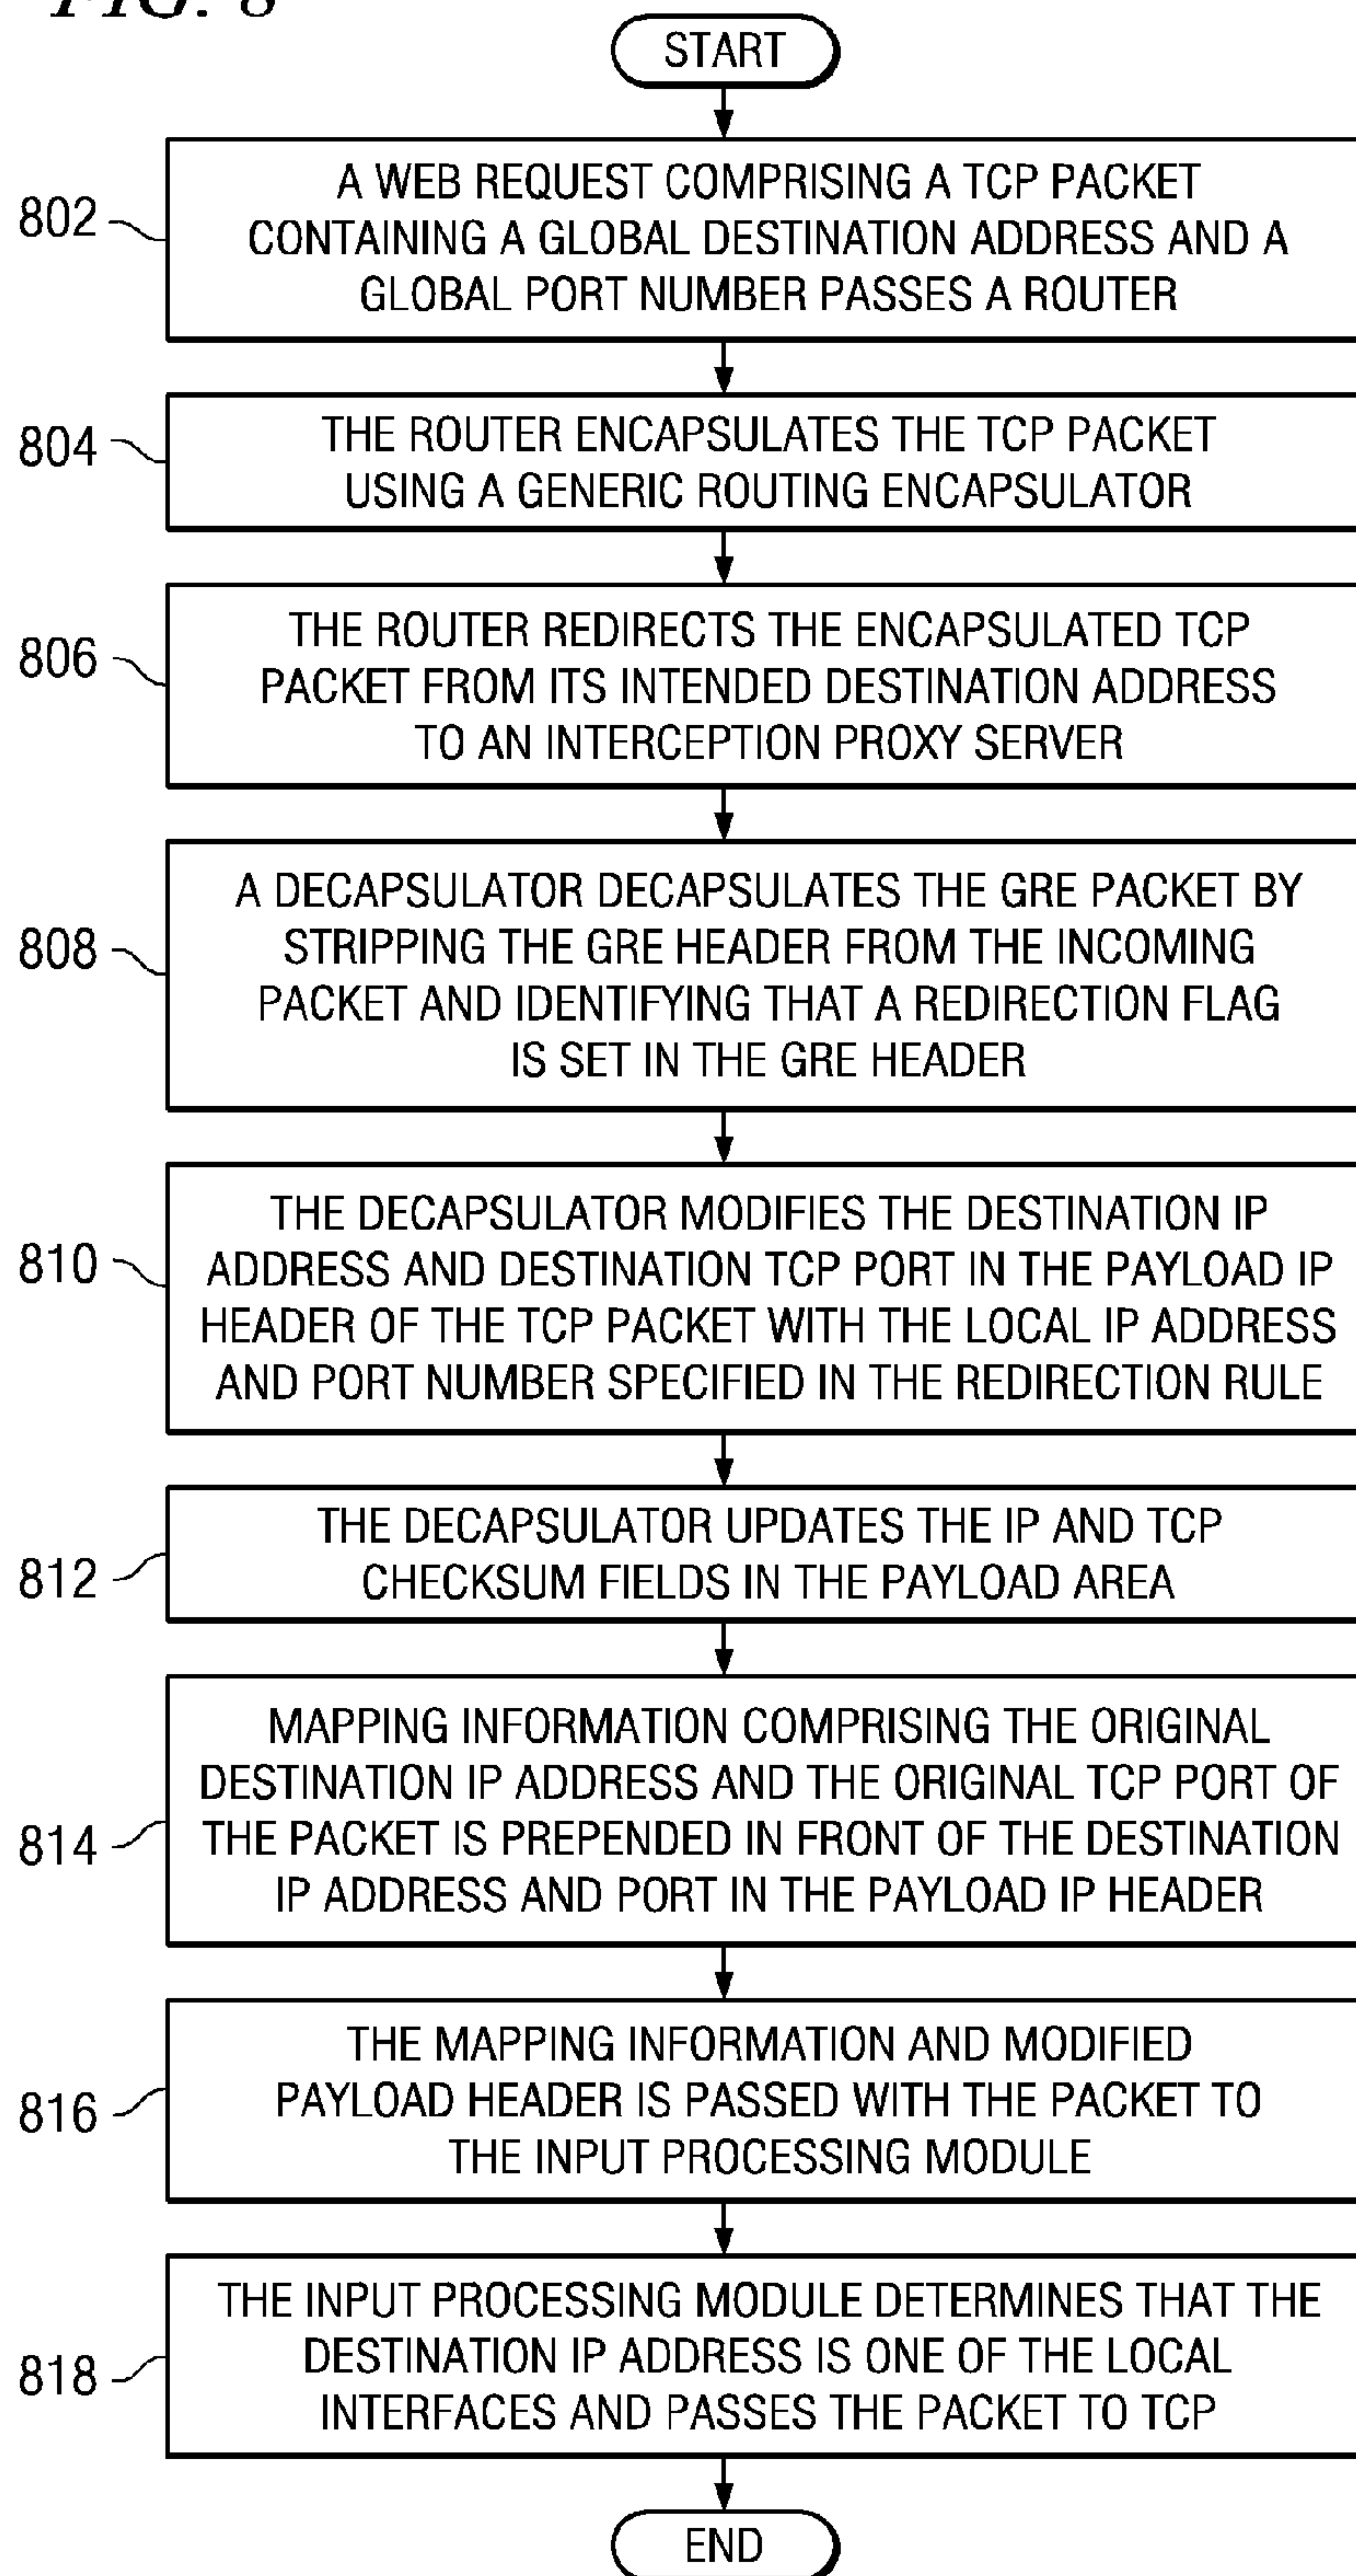 FIG. 8
START
802
A WEB REQUEST COMPRISING A TCP PACKET
CONTAINING A GLOBAL DESTINATION ADDRESS AND A
GLOBAL PORT NUMBER PASSES A ROUTER
804
THE ROUTER ENCAPSULATES THE TCP PACKET
USING A GENERIC ROUTING ENCAPSULATOR
806
THE ROUTER REDIRECTS THE ENCAPSULATED TCP
PACKET FROM ITS INTENDED DESTINATION ADDRESS
TO AN INTERCEPTION PROXY SERVER
808
A DECAPSULATOR DECAPSULATES THE GRE PACKET BY
STRIPPING THE GRE HEADER FROM THE INCOMING
PACKET AND IDENTIFYING THAT A REDIRECTION FLAG
IS SET IN THE GRE HEADER
810
THE DECAPSULATOR MODIFIES THE DESTINATION IP
ADDRESS AND DESTINATION TCP PORT IN THE PAYLOAD IP
HEADER OF THE TCP PACKET WITH THE LOCAL IP ADDRESS
AND PORT NUMBER SPECIFIED IN THE REDIRECTION RULE
812
THE DECAPSULATOR UPDATES THE IP AND TCP
CHECKSUM FIELDS IN THE PAYLOAD AREA
814
MAPPING INFORMATION COMPRISING THE ORIGINAL
DESTINATION IP ADDRESS AND THE ORIGINAL TCP PORT OF
THE PACKET IS PREPENDED IN FRONT OF THE DESTINATION
IP ADDRESS AND PORT IN THE PAYLOAD IP HEADER
816
THE MAPPING INFORMATION AND MODIFIED
PAYLOAD HEADER IS PASSED WITH THE PACKET TO
THE INPUT PROCESSING MODULE
818
THE INPUT PROCESSING MODULE DETERMINES THAT THE
DESTINATION IP ADDRESS IS ONE OF THE LOCAL
INTERFACES AND PASSES THE PACKET TO TCP
END